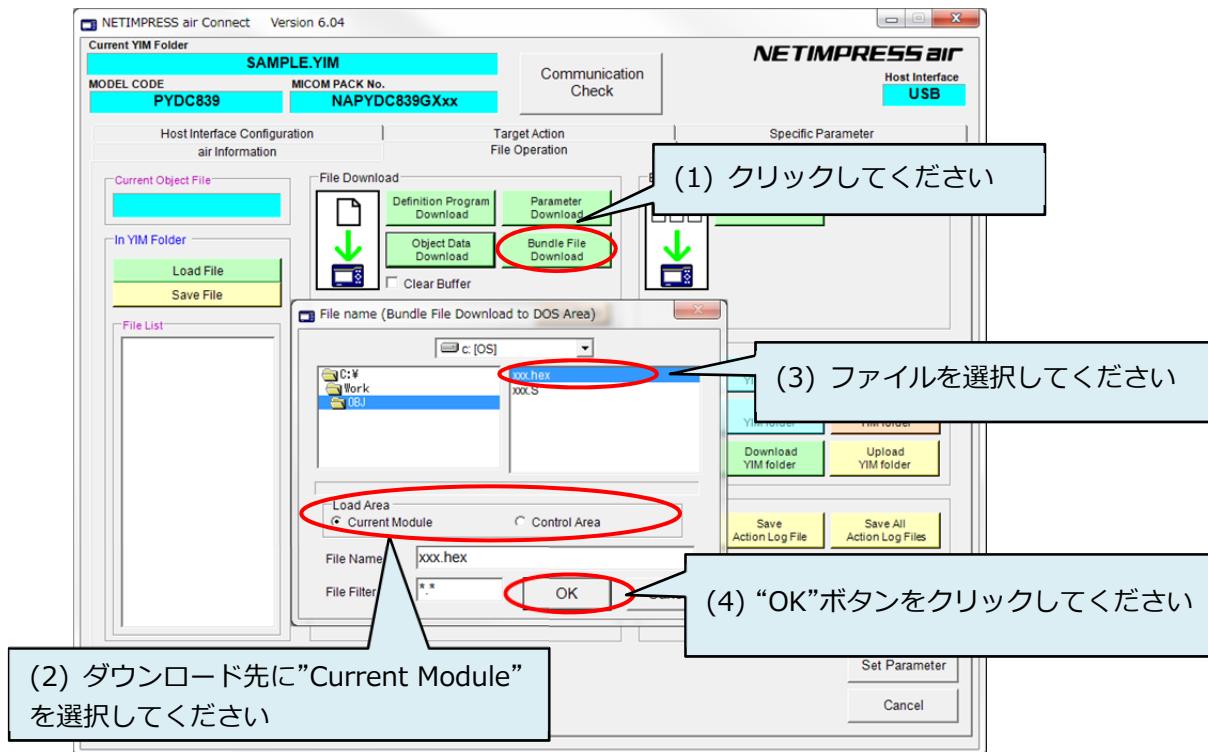 NETIMPRESS air Connect Version 6.04
Current YIM Folder
SAMPLE.YIM
MODEL CODE
MICOM PACK No.
PYDC839
NAPYDC839GXxx
Communication
Check
NETIMPRESS air
Host Interface
USB
Host Interface Configuration
Target Action
Specific Parameter
air Information
File Operation
(1) クリックしてください
Current Object File
File Download
Definition Program
Download
Parameter
Download
Object Data
Download
Bundle File
Download
Clear Buffer
In YIM Folder
Load File
Save File
File List
File name (Bundle File Download to DOS Area)
c: [OS]
C:¥
Work
OBJ
xxx.hex
xxx.S
(3) ファイルを選択してください
YIM folder
YIM folder
Download
YIM folder
Upload
YIM folder
Load Area
Current Module
Control Area
Save
Action Log File
Save All
Action Log Files
File Name
xxx.hex
File Filter
*.*
OK
(4) “OK”ボタンをクリックしてください
(2) ダウンロード先に”Current Module”
を選択してください
Set Parameter
Cancel